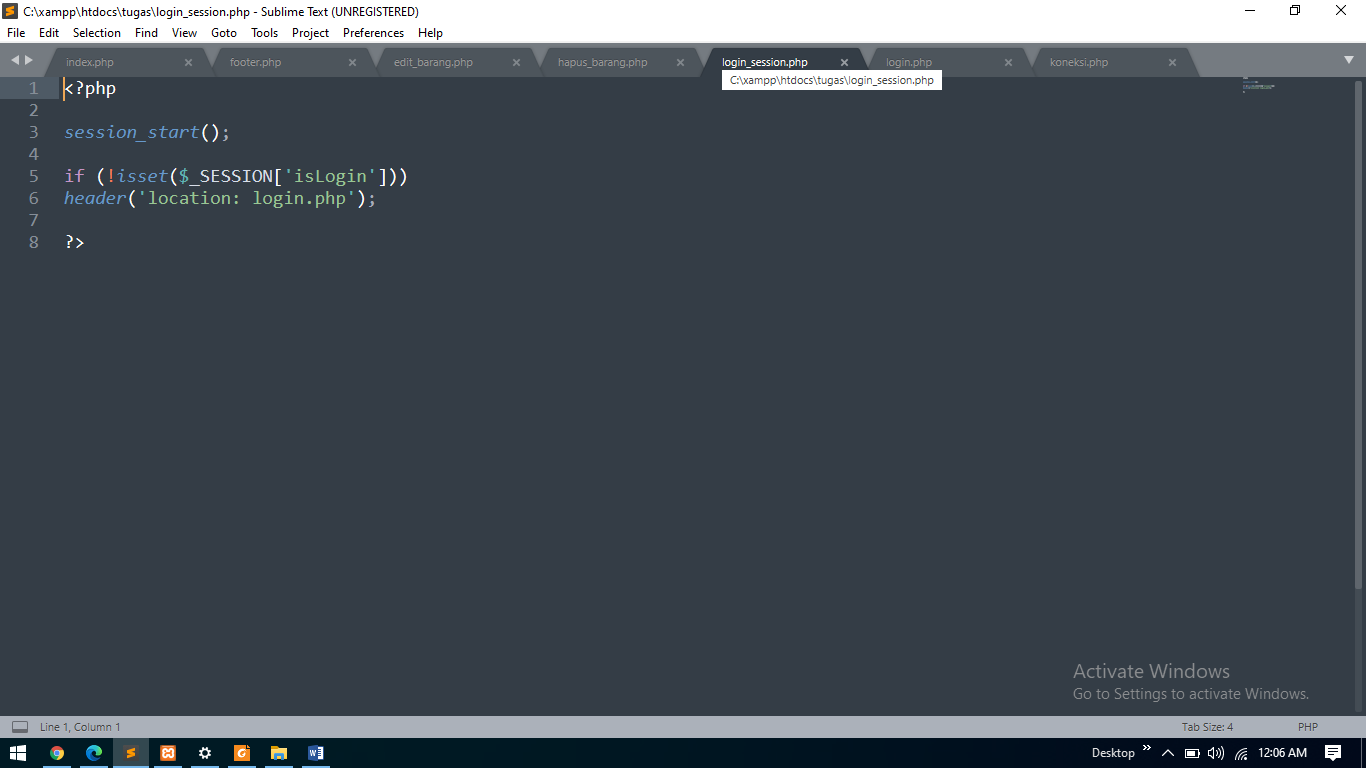 C:\xampp\htdocs\tugas\login_session.php - Sublime Text (UNREGISTERED)
File Edit Selection Find View Goto Tools Project Preferences Help
index.php footer.php edit_barang.php hapus_barang.php login_session.php login.php koneksi.php
C:\xampp\htdocs\tugas\login_session.php
1 <?php
2
3 session_start();
4
5 if (!isset($_SESSION['isLogin']))
6 header('location: login.php');
7
8 ?>
Activate Windows
Go to Settings to activate Windows.
Line 1, Column 1 Tab Size: 4 PHP
Desktop 12:06 AM